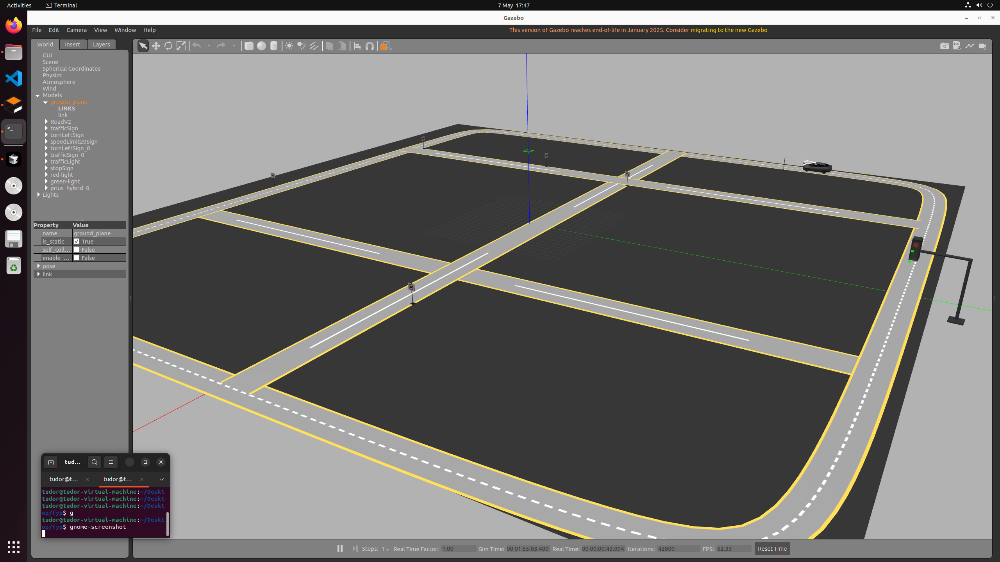 Activities
Terminal
7 May 17:47
Gazebo
File Edit Camera View Window Help
This version of Gazebo reaches end-of-life in January 2025. Consider migrating to the new Gazebo
World Insert Layers
GUI
Scene
Spherical Coordinates
Physics
Atmosphere
Wind
Models
ground_plane
LINKS
link
RoadV2
trafficSign
turnLeftSign
speedLimit20Sign
turnLeftSign_0
trafficSign_0
trafficLight
stopSign
red-light
green-light
prius_hybrid_0
Lights
Property Value
name ground_plane
is_static True
self_coll... False
enable_... False
pose
link
LOG
40
tud...
tudor@t... tudor@t...
tudor@tudor-virtual-machine:~/Deskt
tudor@tudor-virtual-machine:~/Deskt
tudor@tudor-virtual-machine:~/Deskt
op/fyp$ g
tudor@tudor-virtual-machine:~/Deskt
op/fyp$ gnome-screenshot
Steps: 1 Real Time Factor: 1.00 Sim Time: 00 01:55:03.400 Real Time: 00 00:00:43.094 Iterations: 42800 FPS: 62.33 Reset Time